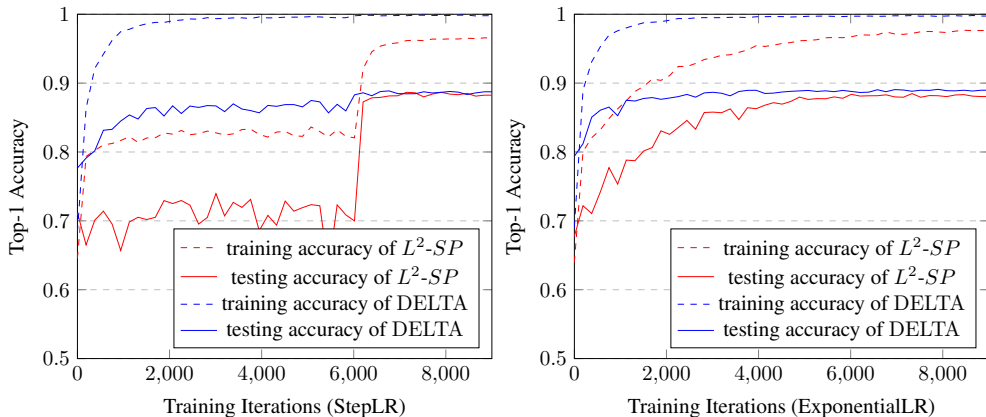 1
0.9
0.8
0.7
0.6
0.5
Top-1 Accuracy
0
2,000
4,000
6,000
8,000
Training Iterations (StepLR)
training accuracy of L²-SP
testing accuracy of L²-SP
training accuracy of DELTA
testing accuracy of DELTA
1
0.9
0.8
0.7
0.6
0.5
Top-1 Accuracy
0
2,000
4,000
6,000
8,000
Training Iterations (ExponentialLR)
training accuracy of L²-SP
testing accuracy of L²-SP
training accuracy of DELTA
testing accuracy of DELTA